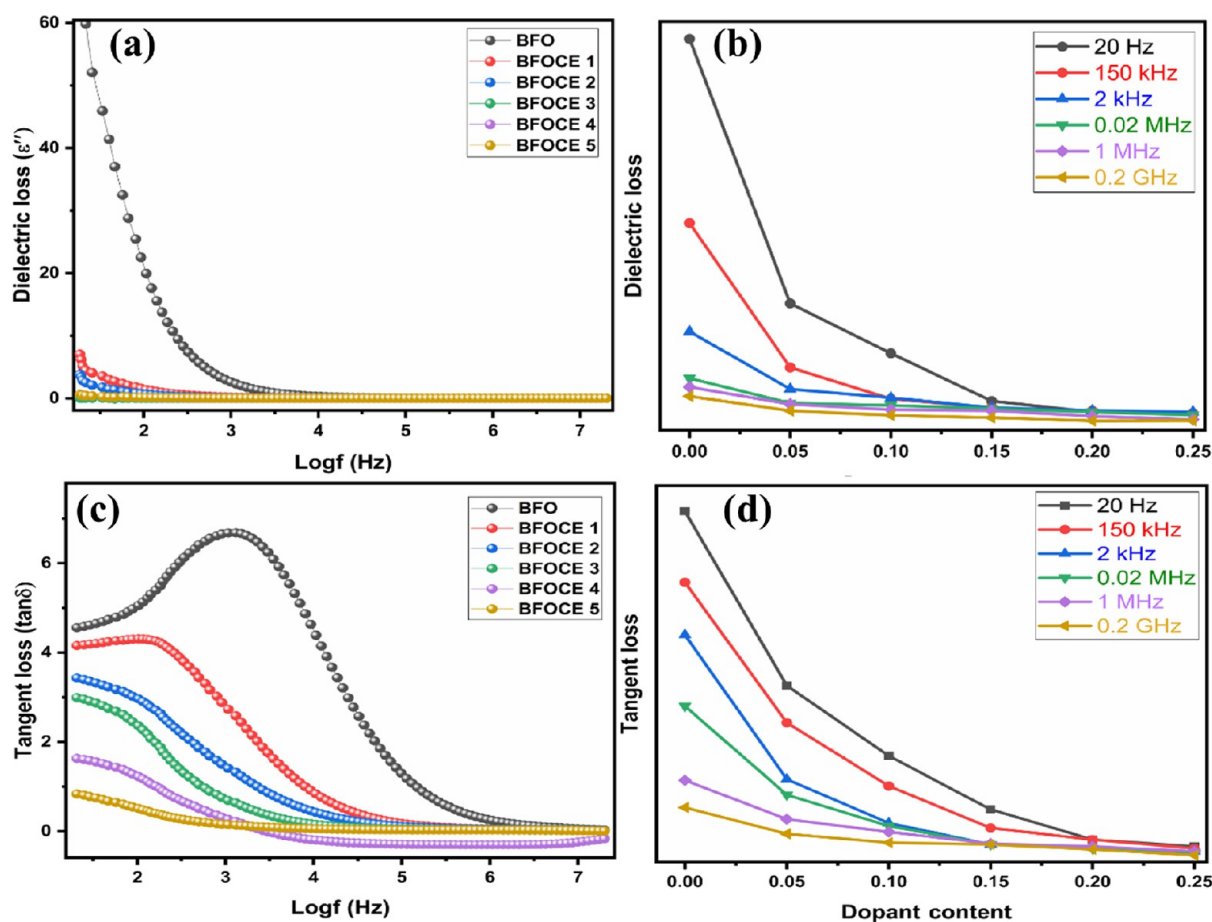 (a)
60
40
20
0
2
3
4
5
6
7
Dielectric loss (ε″)
Logf (Hz)
BFO
BFOCE 1
BFOCE 2
BFOCE 3
BFOCE 4
BFOCE 5
(b)
Dielectric loss
20 Hz
150 kHz
2 kHz
0.02 MHz
1 MHz
0.2 GHz
0.00
0.05
0.10
0.15
0.20
0.25
(c)
6
4
2
0
2
3
4
5
6
7
Tangent loss (tanδ)
Logf (Hz)
BFO
BFOCE 1
BFOCE 2
BFOCE 3
BFOCE 4
BFOCE 5
(d)
Tangent loss
20 Hz
150 kHz
2 kHz
0.02 MHz
1 MHz
0.2 GHz
0.00
0.05
0.10
0.15
0.20
0.25
Dopant content